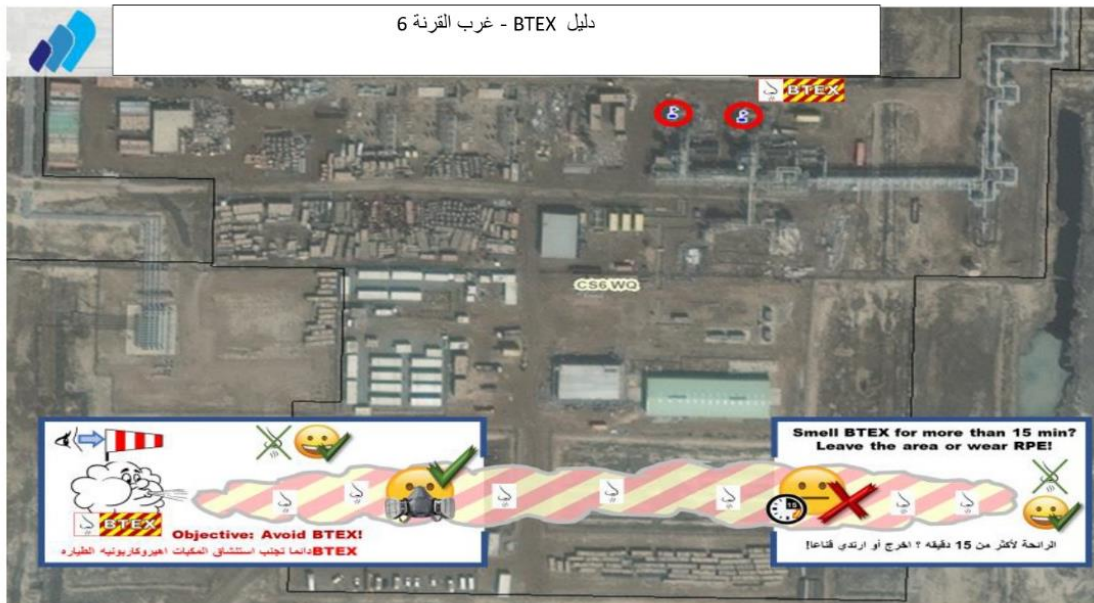 دليل BTEX - غرب القرنة 6
BTEX
CS6 WQ
BTEX
Objective: Avoid BTEX!
دائما تجنب استنشاق المكبات اهيروكاربونيه الطياره BTEX
Smell BTEX for more than 15 min?
Leave the area or wear RPE!
15
الرائحة لأكثر من 15 دقيقه ؟ اخرج أو ارتدي قناعا!